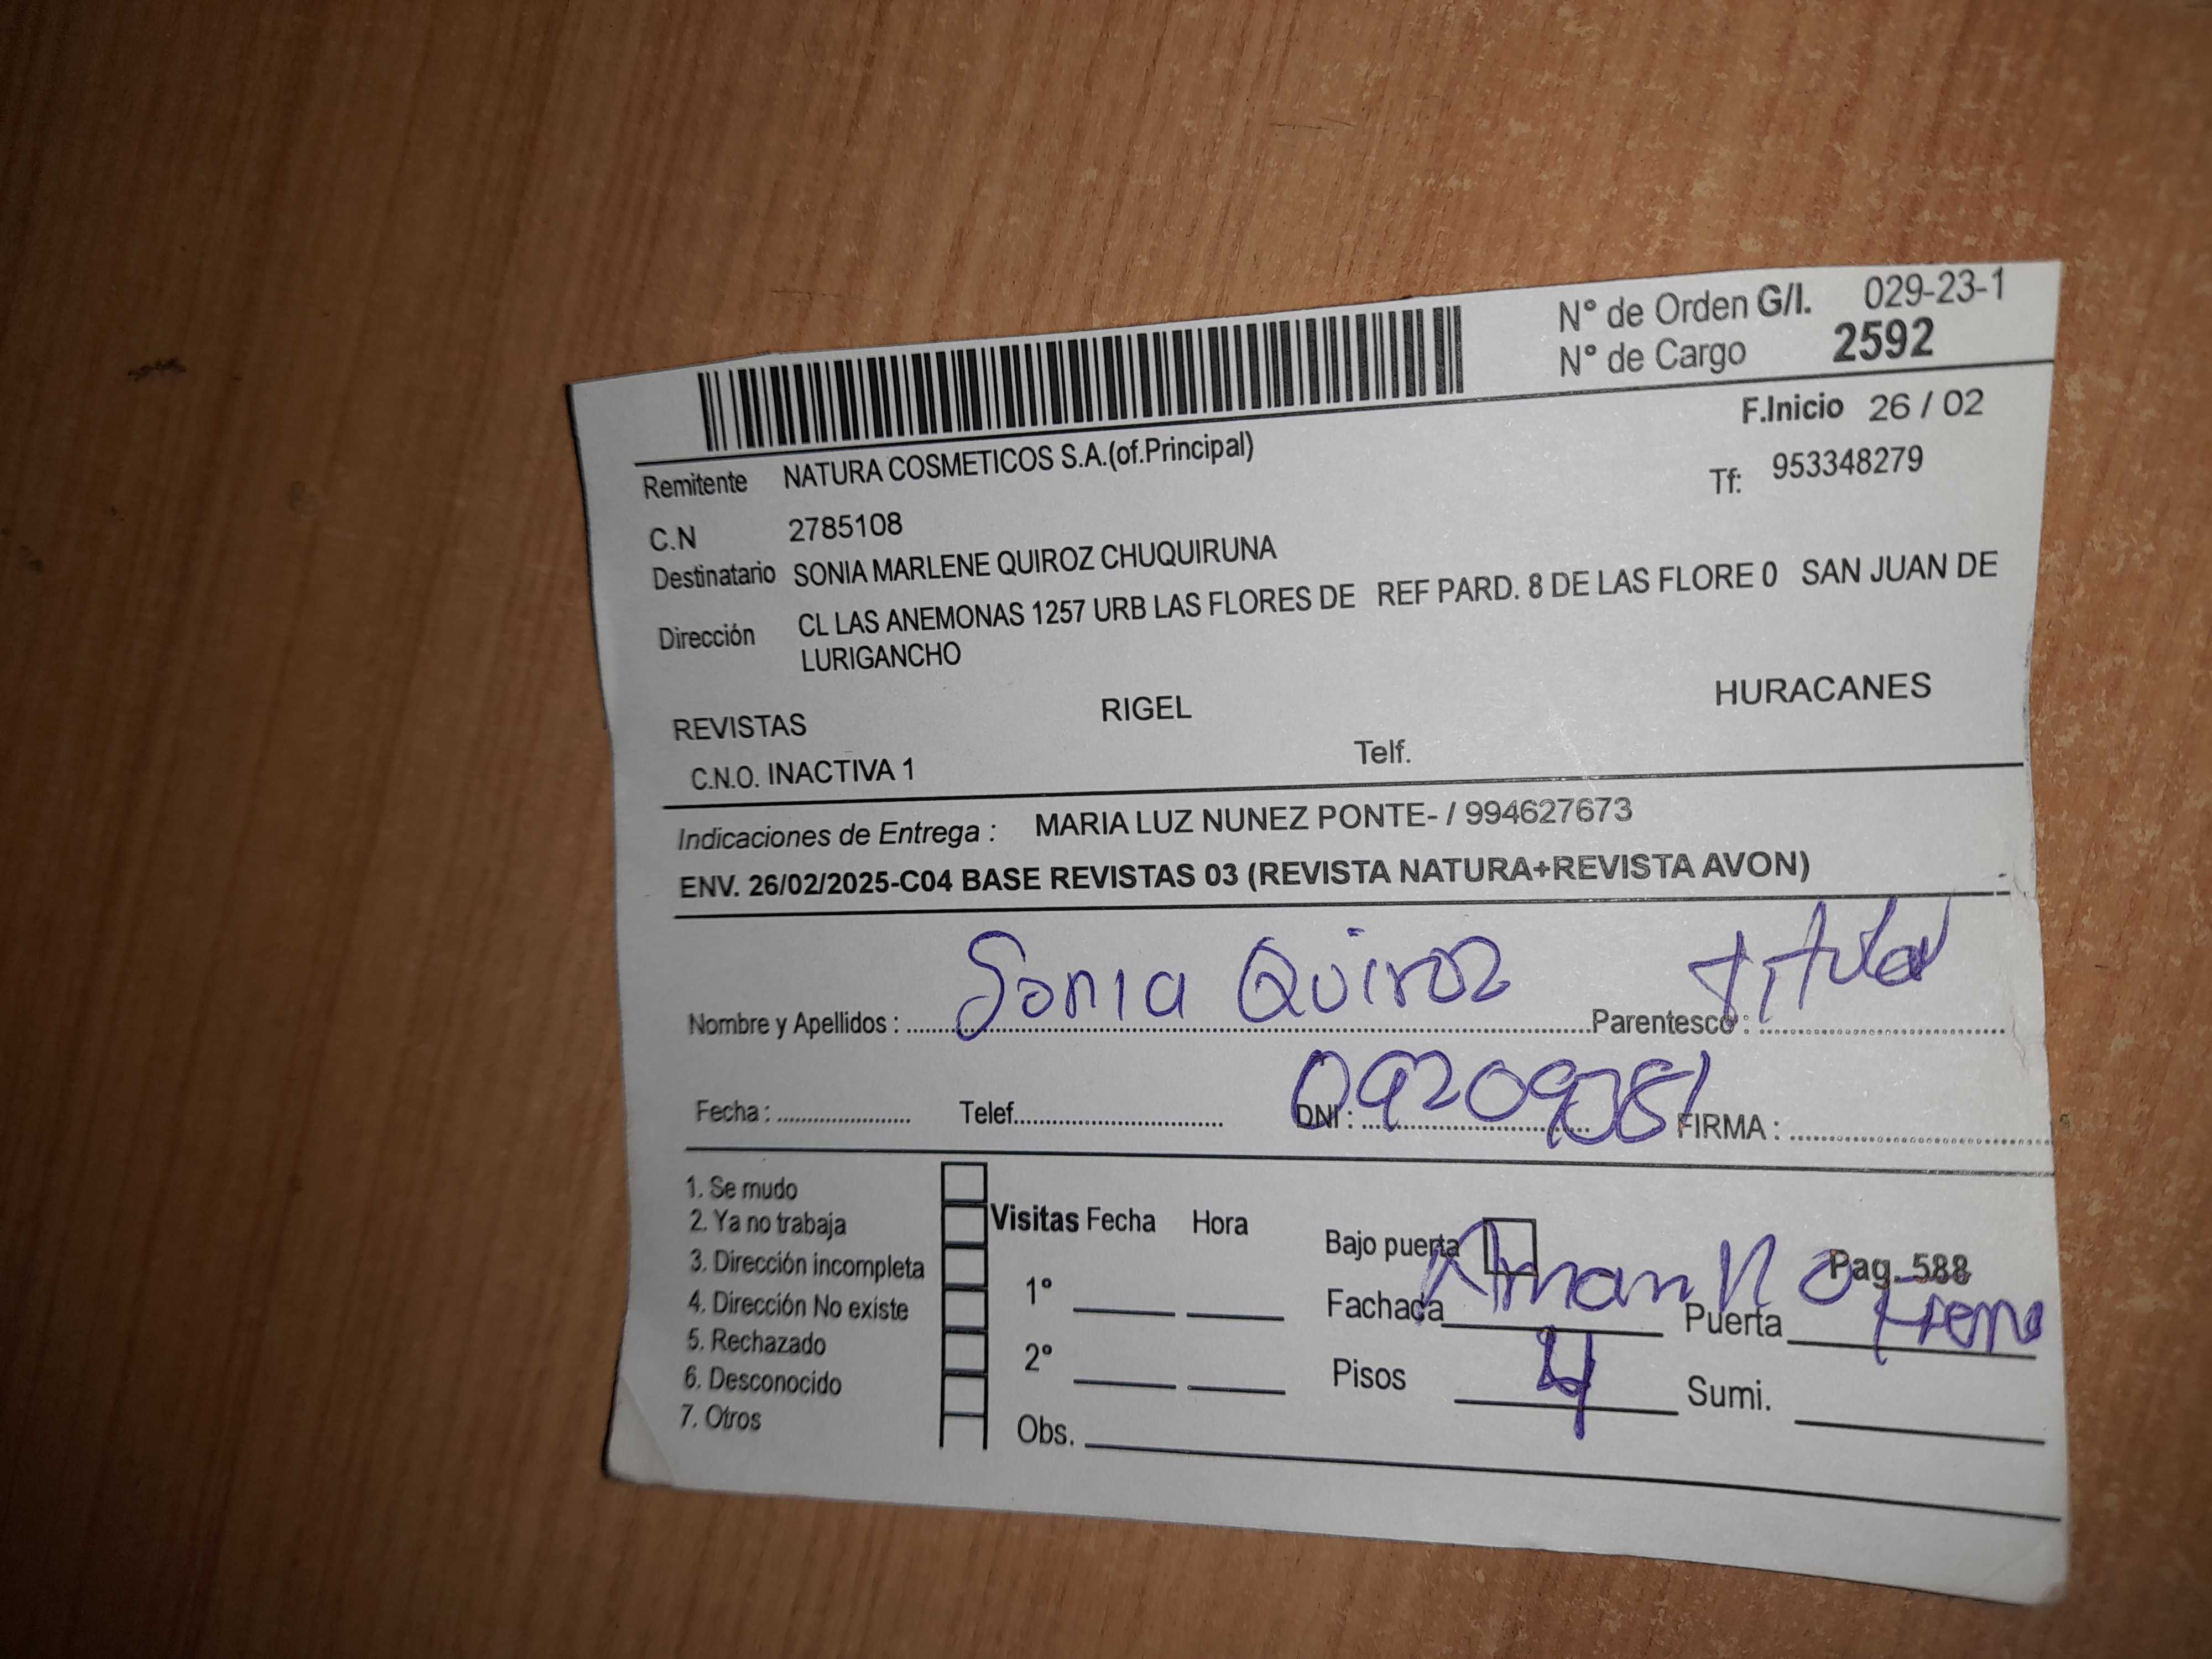 N° de Orden G/I. 029-23-1
N° de Cargo 2592
F.Inicio 26 / 02
Remitente NATURA COSMETICOS S.A.(of.Principal)
Tf: 953348279
C.N 2785108
Destinatario SONIA MARLENE QUIROZ CHUQUIRUNA
Dirección CL LAS ANEMONAS 1257 URB LAS FLORES DE REF PARD. 8 DE LAS FLORE 0 SAN JUAN DE
LURIGANCHO
REVISTAS RIGEL HURACANES
C.N.O. INACTIVA 1 Telf.
Indicaciones de Entrega : MARIA LUZ NUNEZ PONTE- / 994627673
ENV. 26/02/2025-C04 BASE REVISTAS 03 (REVISTA NATURA+REVISTA AVON)
Nombre y Apellidos : Sonia Quiroz Parentesco : titular
Fecha : Telef. DNI : 09209081 FIRMA :
1. Se mudo
2. Ya no trabaja
3. Dirección incompleta
4. Dirección No existe
5. Rechazado
6. Desconocido
7. Otros
Visitas Fecha Hora
1°
2°
Obs.
Bajo puerta Pag. 588
Fachada Puerta
Pisos 4 Sumi.